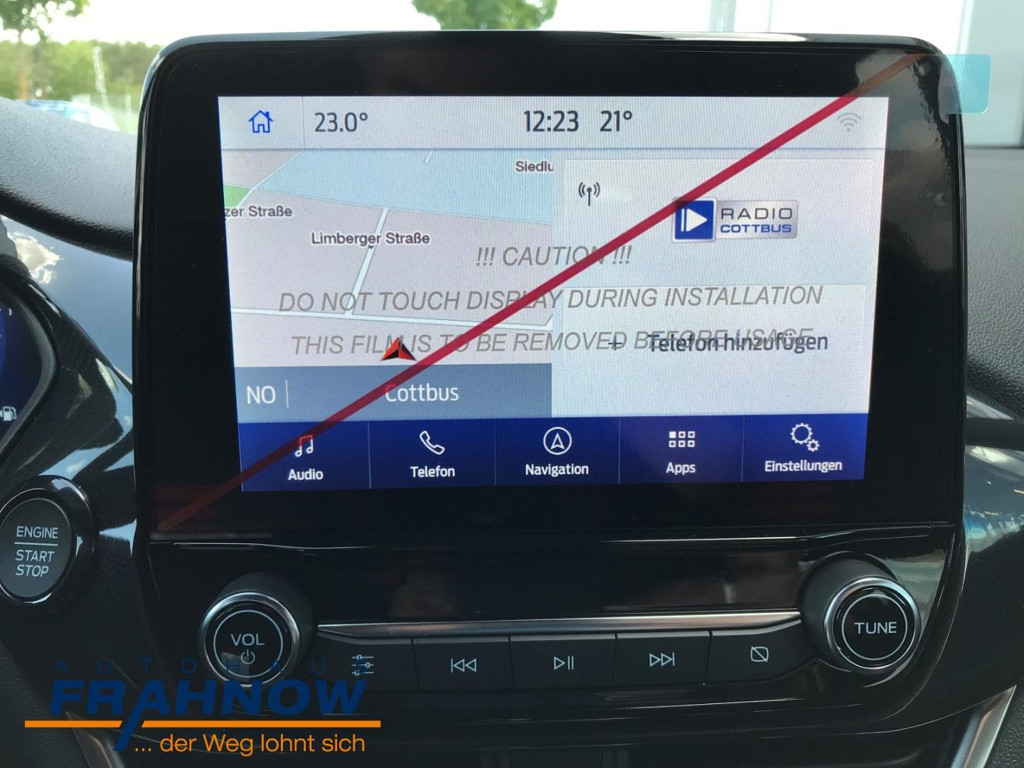 23.0° 12:23 21°
Siedlu
zer Straße
Limberger Straße
RADIO
COTTBUS
!!! CAUTION !!!
DO NOT TOUCH DISPLAY DURING INSTALLATION
THIS FILM IS TO BE REMOVED BEFORE USAGE
+ Telefon hinzufügen
NO Cottbus
Audio Telefon Navigation Apps Einstellungen
ENGINE
START
STOP
VOL
TUNE
AUTOHAUS
FRAHNOW
... der Weg lohnt sich